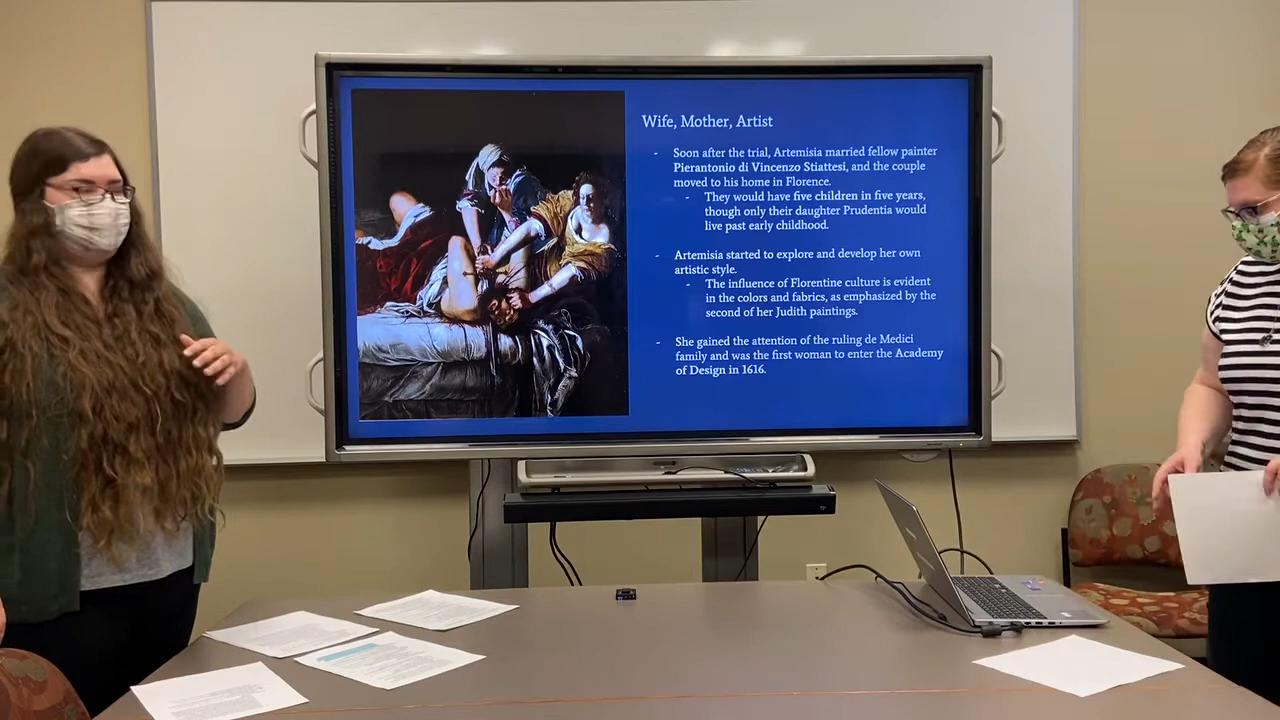 Wife, Mother, Artist
- Soon after the trial, Artemisia married fellow painter
Pierantonio di Vincenzo Stiattesi, and the couple
moved to his home in Florence.
- They would have five children in five years,
though only their daughter Prudentia would
live past early childhood.
- Artemisia started to explore and develop her own
artistic style.
- The influence of Florentine culture is evident
in the colors and fabrics, as emphasized by the
second of her Judith paintings.
- She gained the attention of the ruling de Medici
family and was the first woman to enter the Academy
of Design in 1616.